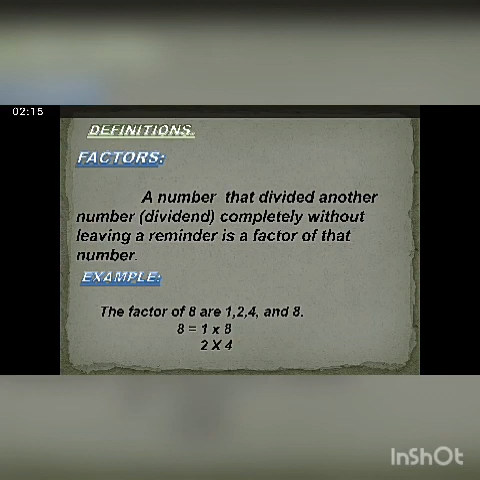 02:15
DEFINITIONS.
FACTORS:
A number that divided another
number (dividend) completely without
leaving a reminder is a factor of that
number.
EXAMPLE:
The factor of 8 are 1,2,4, and 8.
8 = 1 x 8
2 X 4
InShOt